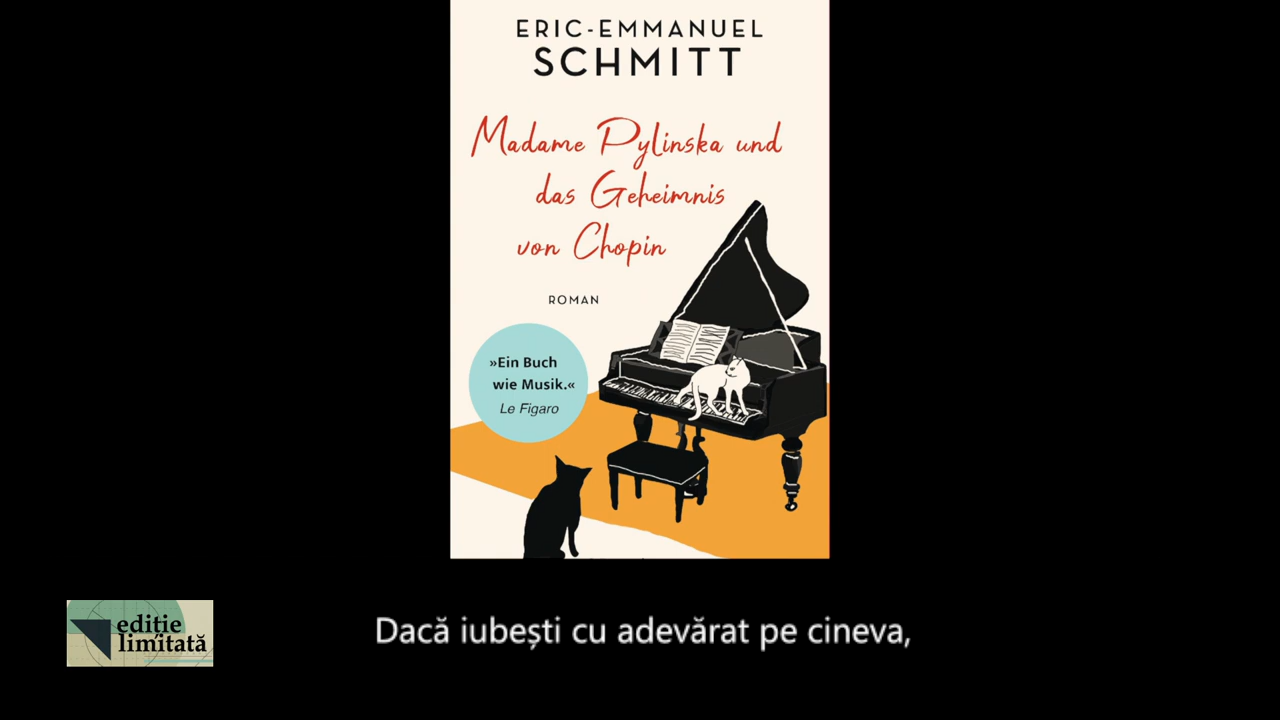 ERIC-EMMANUEL
SCHMITT
Madame Pylinska und
das Geheimnis
von Chopin
ROMAN
»Ein Buch
wie Musik.«
Le Figaro
ediție
limitată
Dacă iubești cu adevărat pe cineva,